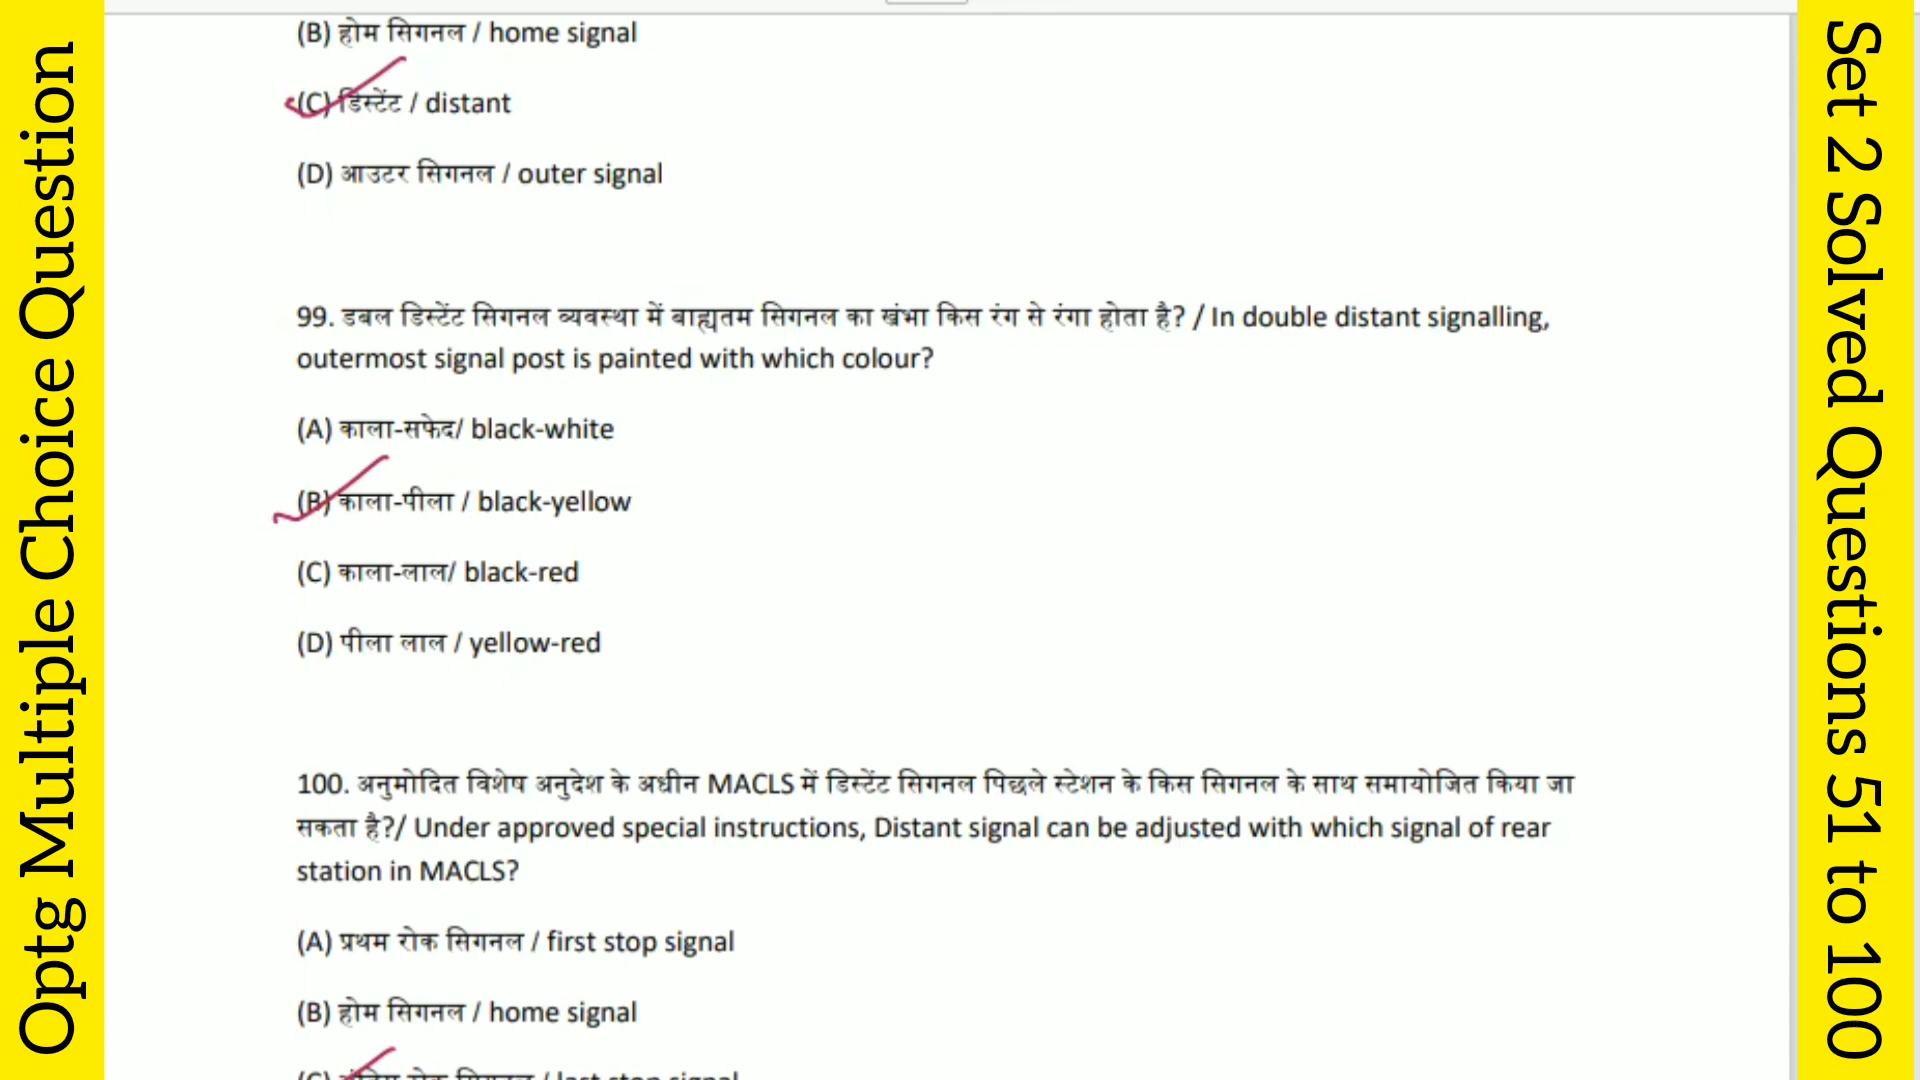 Optg Multiple Choice Question
(B) होम सिगनल / home signal
(C) डिस्टेंट / distant
(D) आउटर सिगनल / outer signal
99. डबल डिस्टेंट सिगनल व्यवस्था में बाह्यतम सिगनल का खंभा किस रंग से रंगा होता है? / In double distant signalling,
outermost signal post is painted with which colour?
(A) काला-सफेद/ black-white
(B) काला-पीला / black-yellow
(C) काला-लाल/ black-red
(D) पीला लाल / yellow-red
100. अनुमोदित विशेष अनुदेश के अधीन MACLS में डिस्टेंट सिगनल पिछले स्टेशन के किस सिगनल के साथ समायोजित किया जा
सकता है?/ Under approved special instructions, Distant signal can be adjusted with which signal of rear
station in MACLS?
(A) प्रथम रोक सिगनल / first stop signal
(B) होम सिगनल / home signal
(C) रोक सिगनल / last stop signal
Set 2 Solved Questions 51 to 100